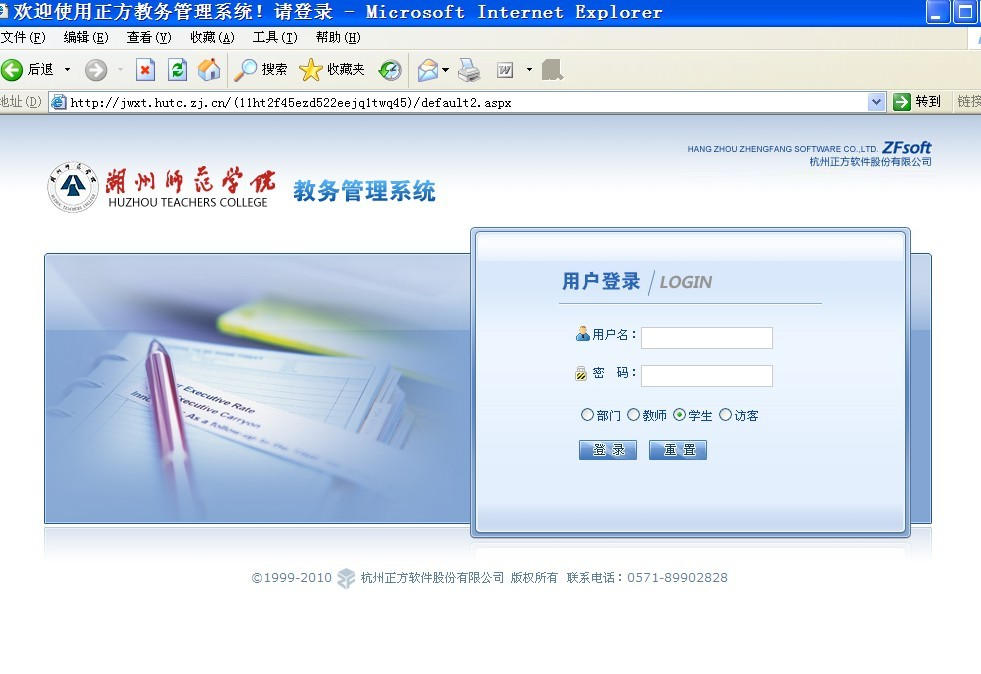 欢迎使用正方教务管理系统！请登录 - Microsoft Internet Explorer
文件(F) 编辑(E) 查看(V) 收藏(A) 工具(T) 帮助(H)
后退 搜索 收藏夹
地址(D) http://jwxt.hutc.zj.cn/(11ht2f45ezd522eejq1twq45)/default2.aspx 转到 链接
HANG ZHOU ZHENGFANG SOFTWARE CO.,LTD. ZFsoft
杭州正方软件股份有限公司
湖州师范学院 教务管理系统
HUZHOU TEACHERS COLLEGE
用户登录 / LOGIN
用户名：
密 码：
部门 教师 学生 访客
登 录 重 置
Executive Rate
Executive Carryon
As a follow-up to the
©1999-2010 杭州正方软件股份有限公司 版权所有 联系电话：0571-89902828